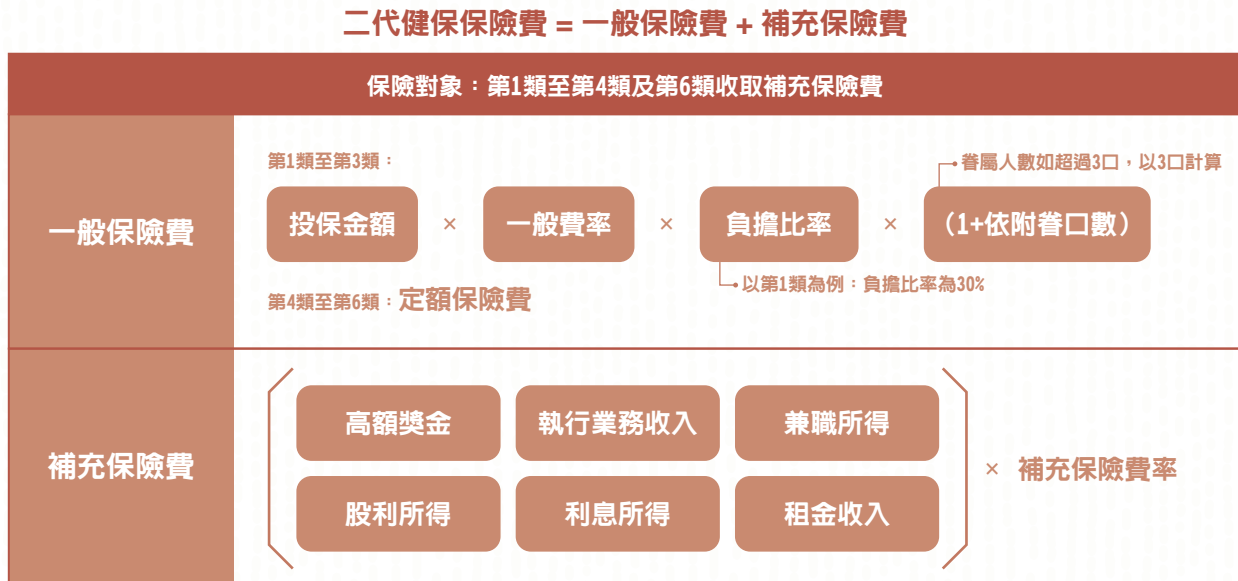 二代健保保險費 = 一般保險費 + 補充保險費
保險對象：第1類至第4類及第6類收取補充保險費
一般保險費
第1類至第3類：
眷屬人數如超過3口，以3口計算
投保金額 × 一般費率 × 負擔比率 × （1+依附眷口數）
以第1類為例：負擔比率為30%
第4類至第6類：定額保險費
補充保險費
高額獎金 執行業務收入 兼職所得
股利所得 利息所得 租金收入
× 補充保險費率